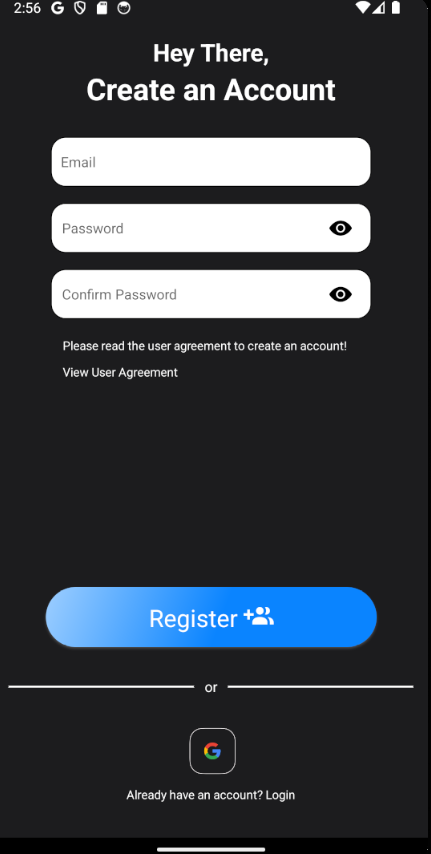 2:56
Hey There,
Create an Account
Email
Password
Confirm Password
Please read the user agreement to create an account!
View User Agreement
Register
or
Already have an account? Login